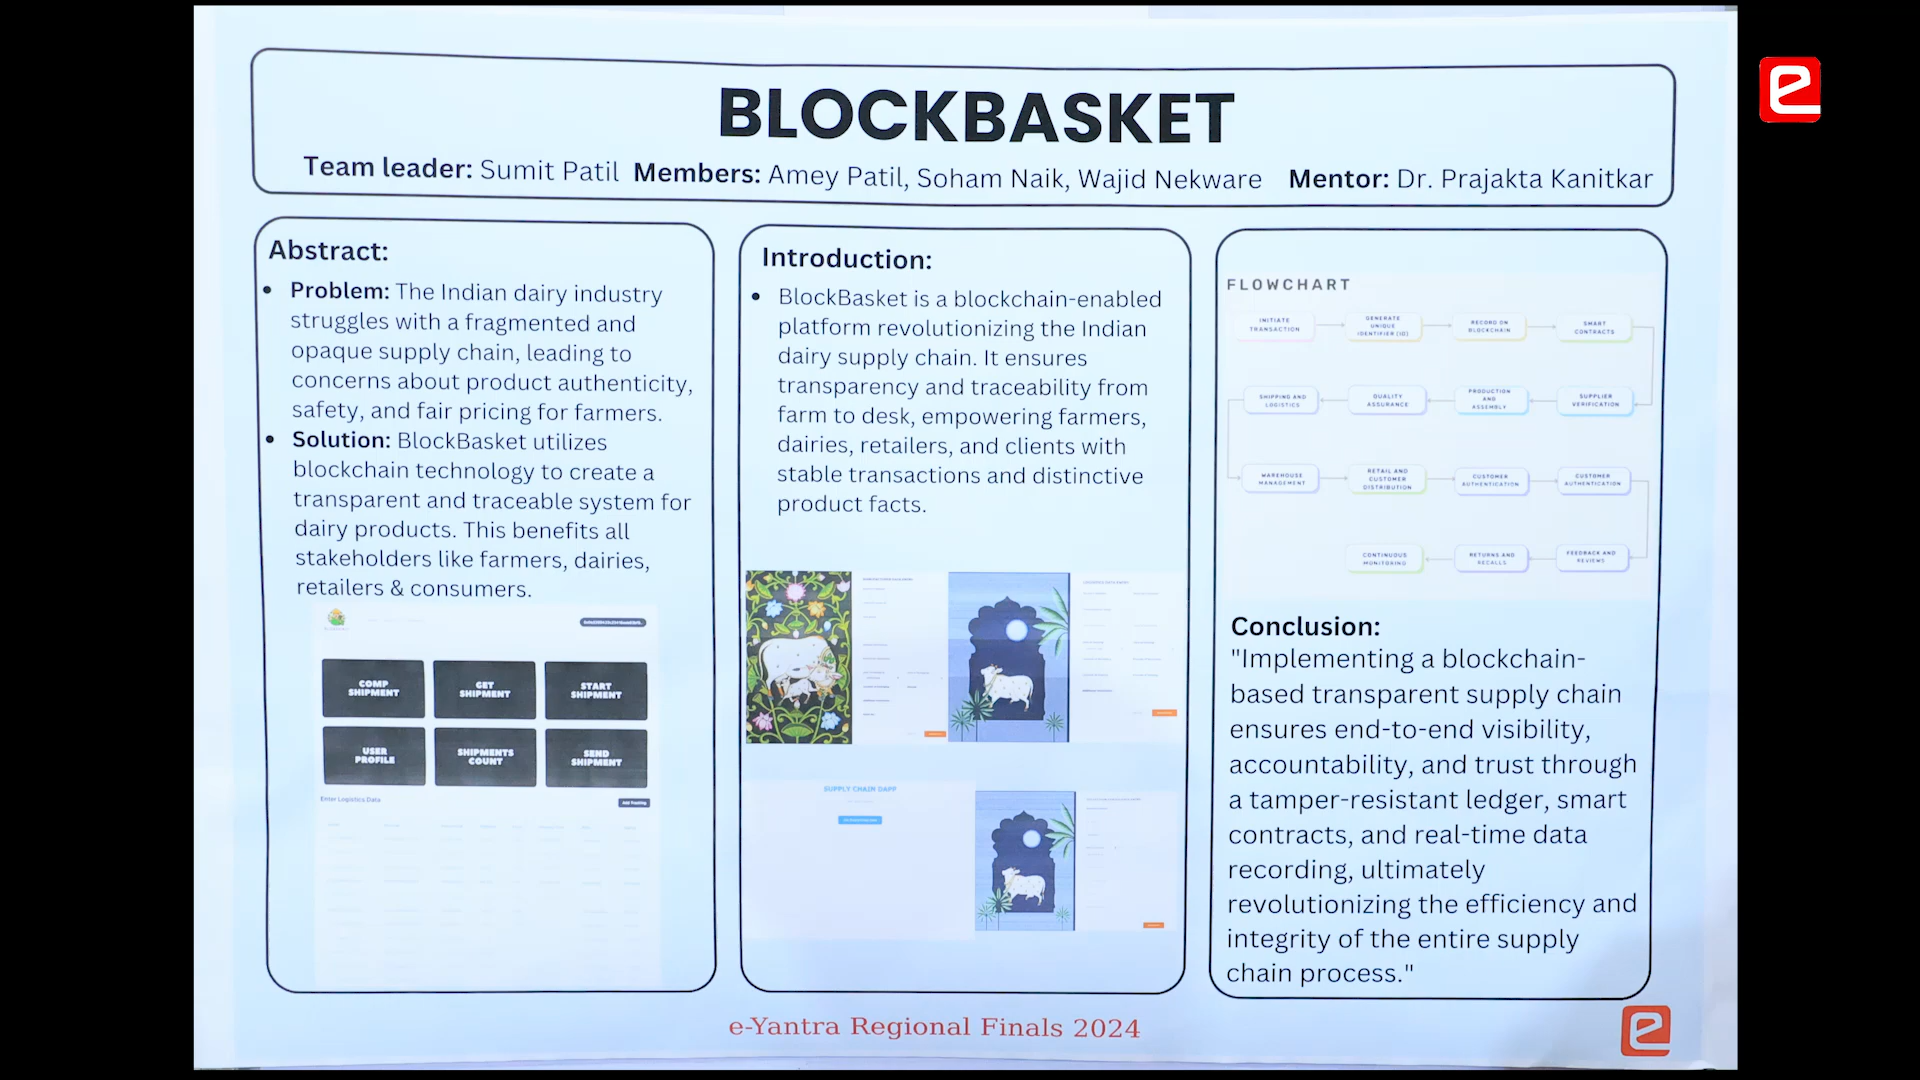 BLOCKBASKET
Team leader: Sumit Patil Members: Amey Patil, Soham Naik, Wajid Nekware Mentor: Dr. Prajakta Kanitkar
Abstract:
• Problem: The Indian dairy industry
struggles with a fragmented and
opaque supply chain, leading to
concerns about product authenticity,
safety, and fair pricing for farmers.
• Solution: BlockBasket utilizes
blockchain technology to create a
transparent and traceable system for
dairy products. This benefits all
stakeholders like farmers, dairies,
retailers & consumers.
COMP
SHIPMENT
GET
SHIPMENT
START
SHIPMENT
USER
PROFILE
SHIPMENTS
COUNT
SEND
SHIPMENT
Enter Logistics Data
Add Tracking
Introduction:
• BlockBasket is a blockchain-enabled
platform revolutionizing the Indian
dairy supply chain. It ensures
transparency and traceability from
farm to desk, empowering farmers,
dairies, retailers, and clients with
stable transactions and distinctive
product facts.
SUPPLY CHAIN DAPP
FLOWCHART
INITIATE
TRANSACTION
GENERATE
UNIQUE
IDENTIFIER (ID)
RECORD ON
BLOCKCHAIN
SMART
CONTRACTS
SHIPPING AND
LOGISTICS
QUALITY
ASSURANCE
PRODUCTION
AND
ASSEMBLY
SUPPLIER
VERIFICATION
WAREHOUSE
MANAGEMENT
RETAIL AND
CUSTOMER
DISTRIBUTION
CUSTOMER
AUTHENTICATION
CUSTOMER
AUTHENTICATION
CONTINUOUS
MONITORING
RETURNS AND
RECALLS
FEEDBACK AND
REVIEWS
Conclusion:
"Implementing a blockchain-
based transparent supply chain
ensures end-to-end visibility,
accountability, and trust through
a tamper-resistant ledger, smart
contracts, and real-time data
recording, ultimately
revolutionizing the efficiency and
integrity of the entire supply
chain process."
e-Yantra Regional Finals 2024